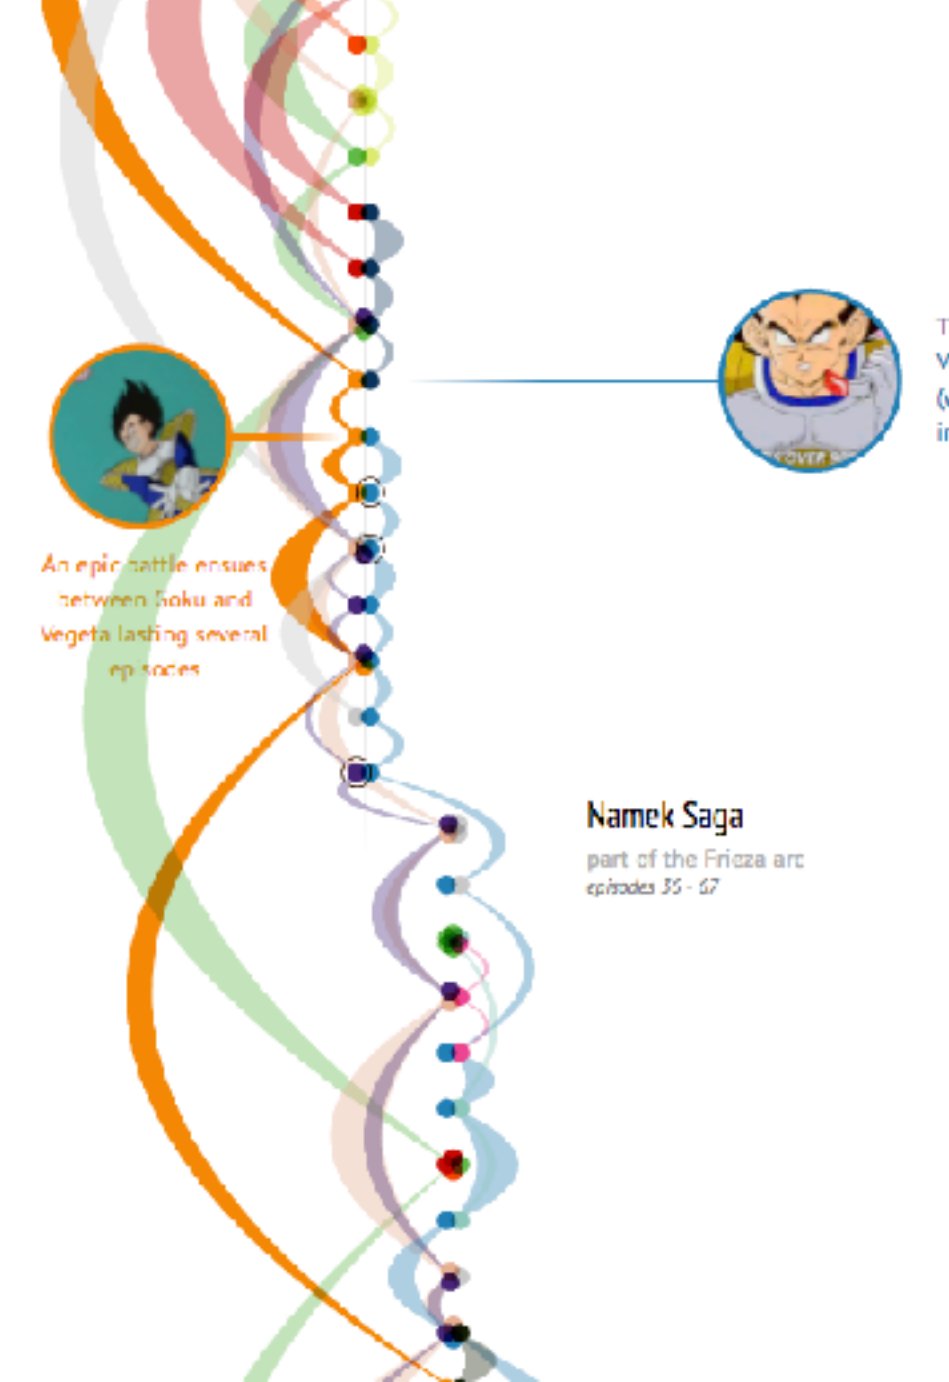 An epic battle ensues
between Goku and
Vegeta lasting several
episodes
Namek Saga
part of the Frieza arc
episodes 36 - 67